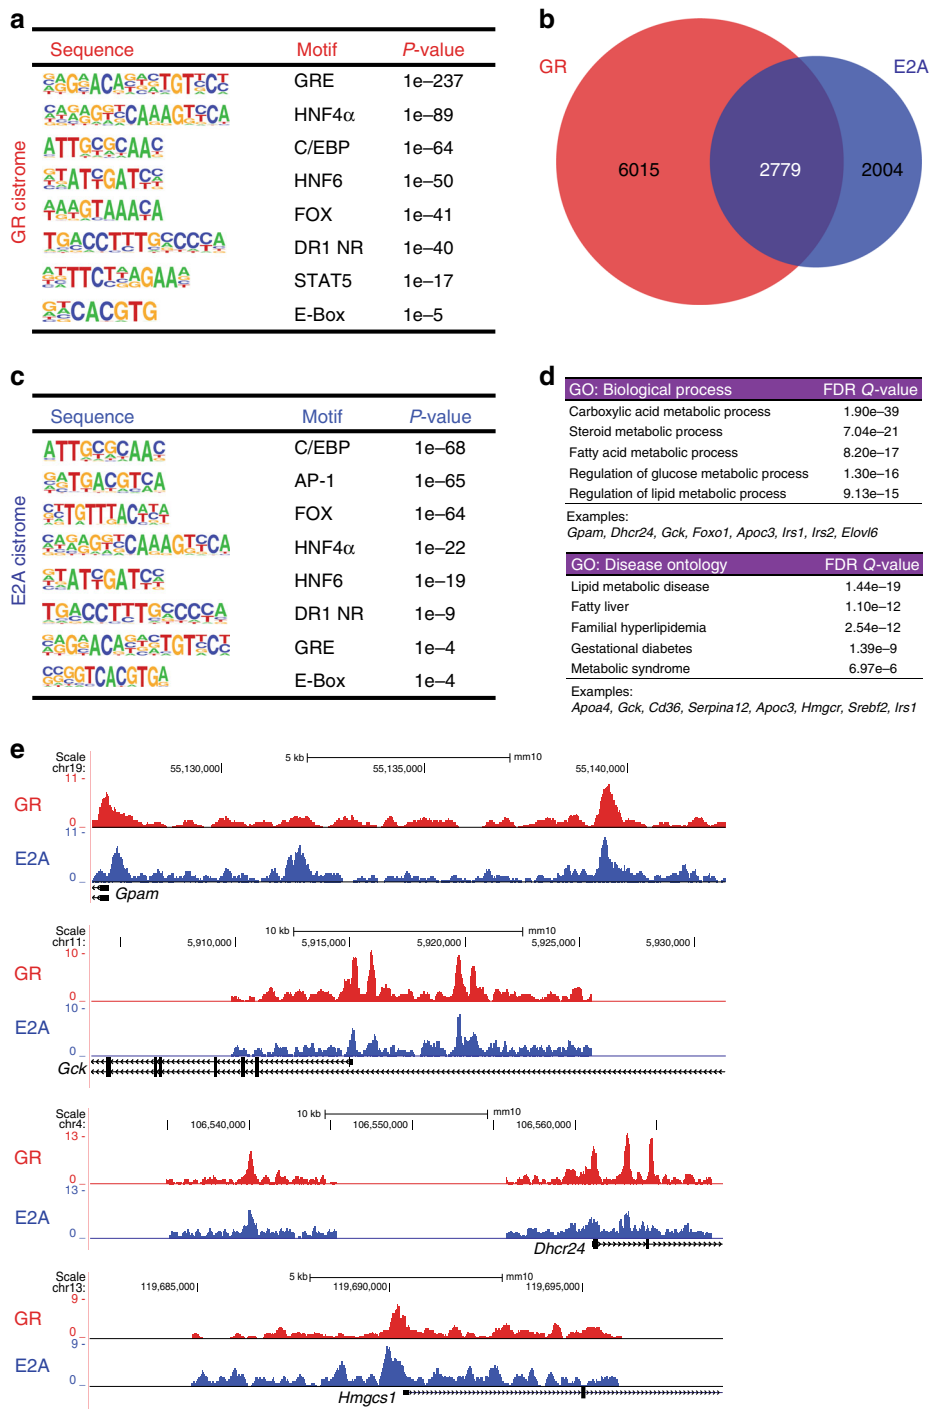 a
Sequence Motif P-value
GR cistrome
GRE 1e–237
HNF4α 1e–89
C/EBP 1e–64
HNF6 1e–50
FOX 1e–41
DR1 NR 1e–40
STAT5 1e–17
E-Box 1e–5
b
GR
E2A
6015 2779 2004
c
Sequence Motif P-value
E2A cistrome
C/EBP 1e–68
AP-1 1e–65
FOX 1e–64
HNF4α 1e–22
HNF6 1e–19
DR1 NR 1e–9
GRE 1e–4
E-Box 1e–4
d
GO: Biological process FDR Q-value
Carboxylic acid metabolic process 1.90e–39
Steroid metabolic process 7.04e–21
Fatty acid metabolic process 8.20e–17
Regulation of glucose metabolic process 1.30e–16
Regulation of lipid metabolic process 9.13e–15
Examples:
Gpam, Dhcr24, Gck, Foxo1, Apoc3, Irs1, Irs2, Elovl6
GO: Disease ontology FDR Q-value
Lipid metabolic disease 1.44e–19
Fatty liver 1.10e–12
Familial hyperlipidemia 2.54e–12
Gestational diabetes 1.39e–9
Metabolic syndrome 6.97e–6
Examples:
Apoa4, Gck, Cd36, Serpina12, Apoc3, Hmgcr, Srebf2, Irs1
e
Scale 5 kb mm10
chr19: 55,130,000 55,135,000 55,140,000
11
GR
0
11
E2A
0
Gpam
Scale 10 kb mm10
chr11: 5,910,000 5,915,000 5,920,000 5,925,000 5,930,000
10
GR
0
10
E2A
0
Gck
Scale 10 kb mm10
chr4: 106,540,000 106,550,000 106,560,000
13
GR
0
13
E2A
0
Dhcr24
Scale 5 kb mm10
chr13: 119,685,000 119,690,000 119,695,000
9
GR
0
9
E2A
0
Hmgcs1